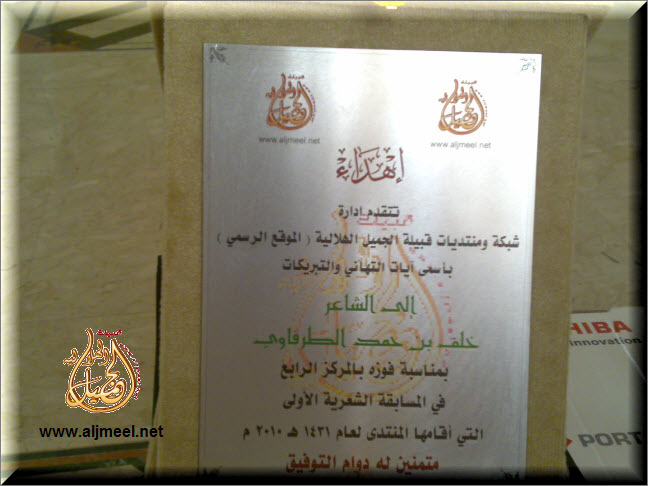 www.aljmeel.net
www.aljmeel.net
إهداء
تتقدم إدارة
شبكة ومنتديات قبيلة الجميل الهلالية ( الموقع الرسمي )
باسمى آيات التهاني والتبريكات
إلى الشاعر
خلف بن حمد الطرفاوي
بمناسبة فوزه بالمركز الرابع
في المسابقة الشعرية الأولى
التي أقامها المنتدى لعام ١٤٣١ هـ ٢٠١٠ م
متمنين له دوام التوفيق
HIBA
innovation
PORT
www.aljmeel.net